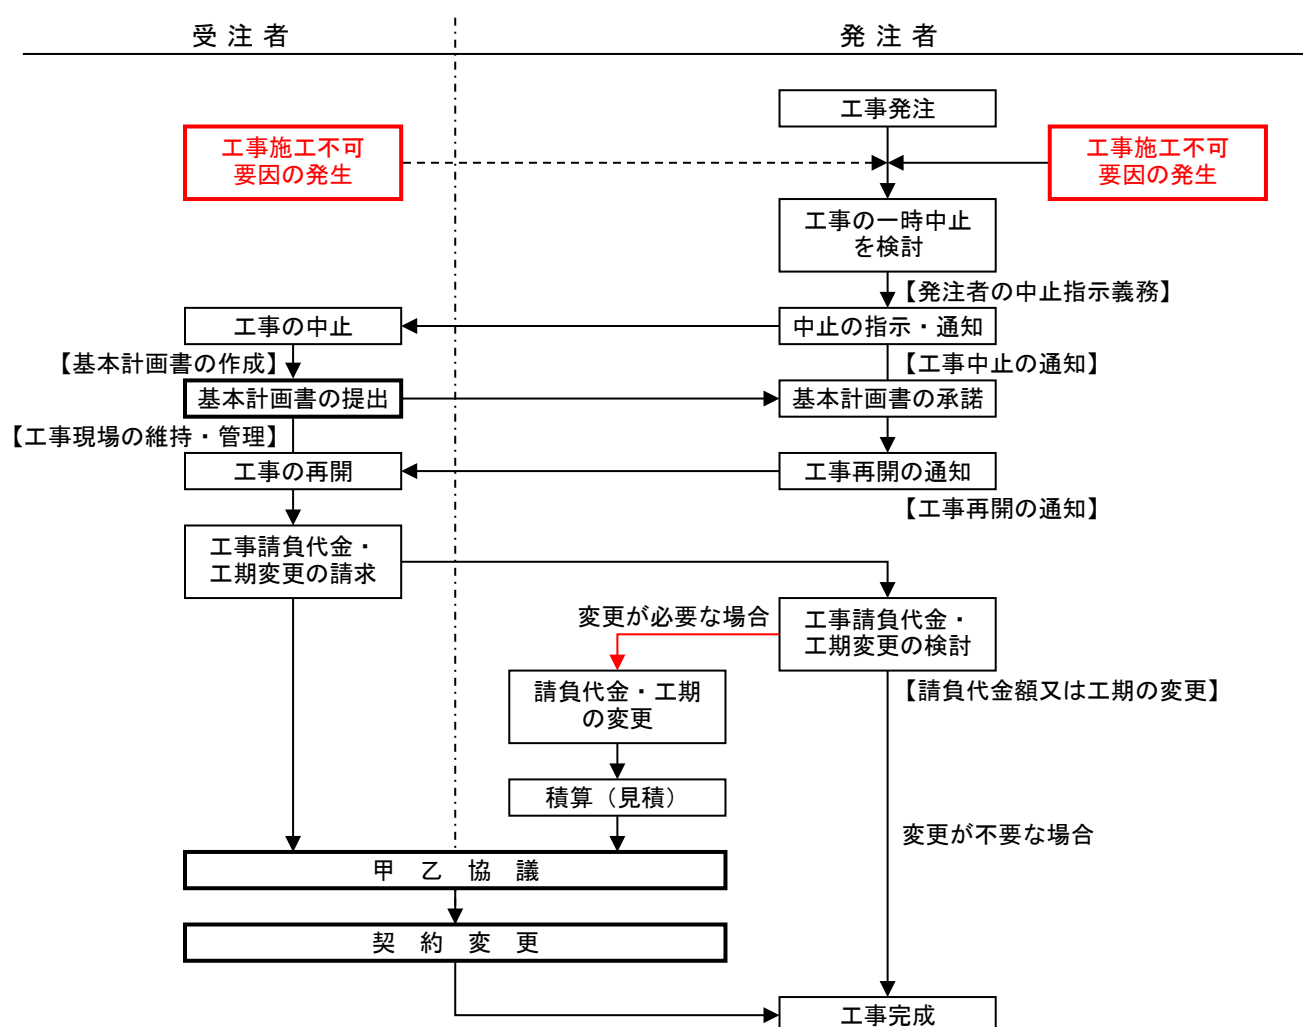 受注者
発注者
工事発注
工事施工不可
要因の発生
工事施工不可
要因の発生
工事の一時中止
を検討
【発注者の中止指示義務】
工事の中止
中止の指示・通知
【基本計画書の作成】
【工事中止の通知】
基本計画書の提出
基本計画書の承諾
【工事現場の維持・管理】
工事の再開
工事再開の通知
【工事再開の通知】
工事請負代金・
工期変更の請求
変更が必要な場合
工事請負代金・
工期変更の検討
請負代金・工期
の変更
【請負代金額又は工期の変更】
積算（見積）
変更が不要な場合
甲乙協議
契約変更
工事完成